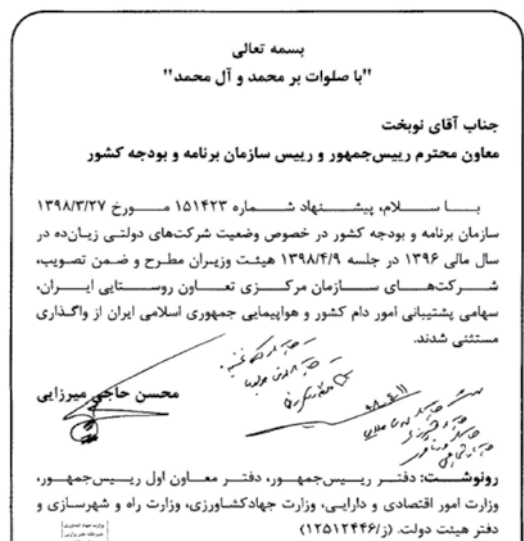 بسمه تعالی
"با صلوات بر محمد و آل محمد"
جناب آقای نوبخت
معاون محترم رییس‌جمهور و رییس سازمان برنامه و بودجه کشور
با سلام، پیشنهاد شماره ۱۵۱۴۲۳ مورخ ۱۳۹۸/۳/۲۷
سازمان برنامه و بودجه کشور در خصوص وضعیت شرکت‌های دولتی زیان‌ده در
سال مالی ۱۳۹۶ در جلسه ۱۳۹۸/۴/۹ هیئت وزیران مطرح و ضمن تصویب،
شرکت‌های سازمان مرکزی تعاون روستایی ایران،
سهامی پشتیبانی امور دام کشور و هواپیمایی جمهوری اسلامی ایران از واگذاری
مستثنی شدند.
محسن حاجی میرزایی
رونوشت: دفتر رییس‌جمهور، دفتر معاون اول رییس‌جمهور،
وزارت امور اقتصادی و دارایی، وزارت جهادکشاورزی، وزارت راه و شهرسازی و
دفتر هیئت دولت. (ز/۱۲۵۱۲۴۴۶)